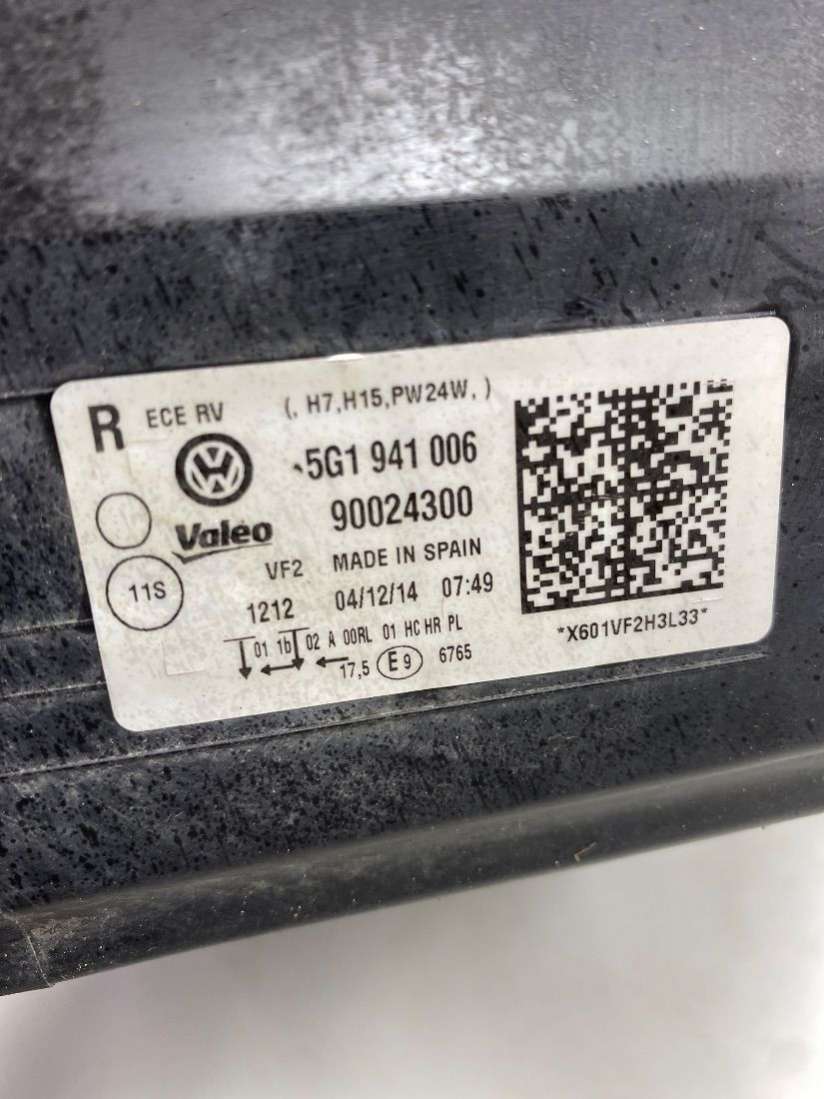 R ECE RV (, H7,H15,PW24W, )
5G1 941 006
Valeo 90024300
VF2 MADE IN SPAIN
11S
1212 04/12/14 07:49
01 1b 02 A 00RL 01 HC HR PL
17,5 E9 6765
*X601VF2H3L33*